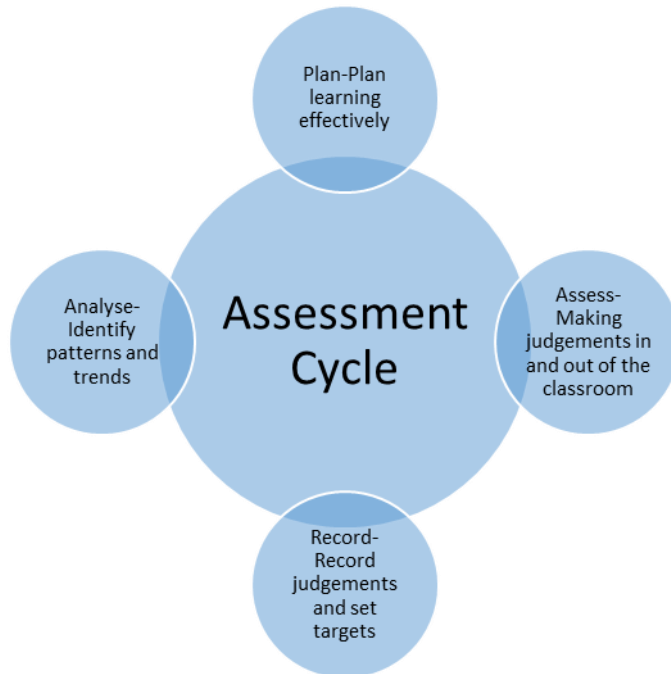 Plan-Plan
learning
effectively
Analyse-
Identify
patterns and
trends
Assessment
Cycle
Assess-
Making
judgements in
and out of the
classroom
Record-
Record
judgements
and set
targets